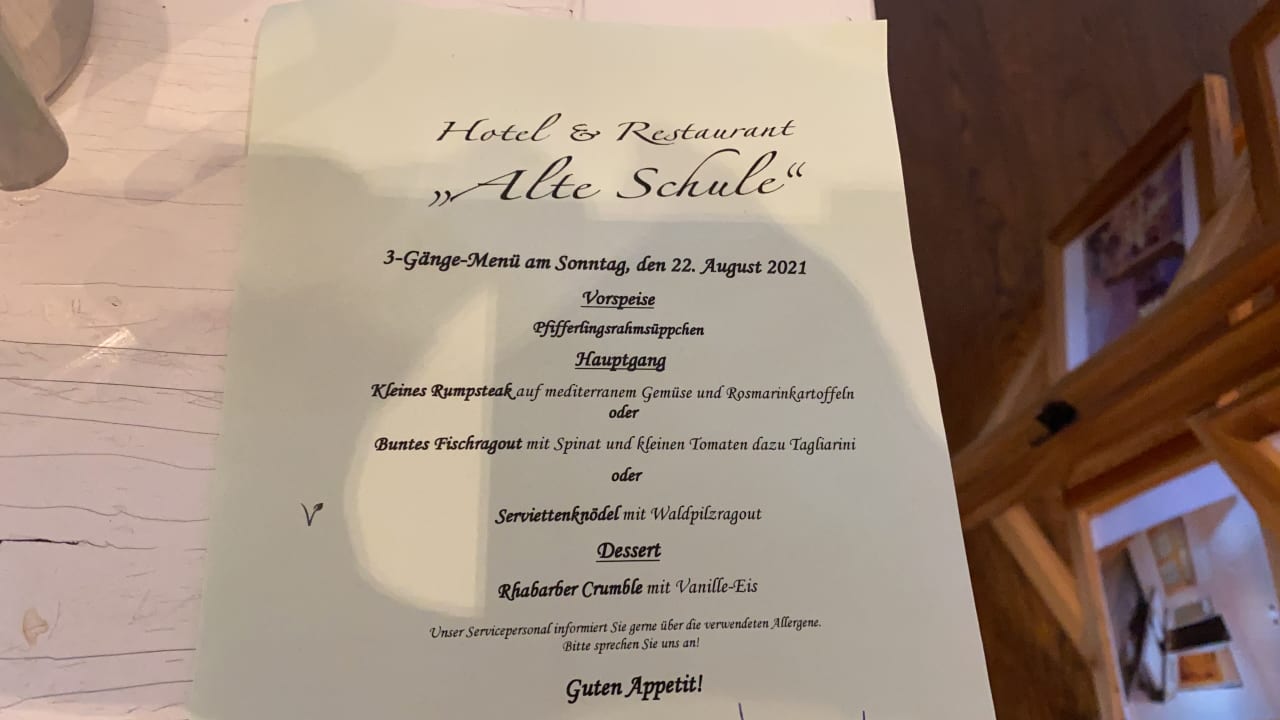 Hotel & Restaurant
„Alte Schule“
3-Gänge-Menü am Sonntag, den 22. August 2021
Vorspeise
Pfifferlingsrahmsüppchen
Hauptgang
Kleines Rumpsteak auf mediterranem Gemüse und Rosmarinkartoffeln
oder
Buntes Fischragout mit Spinat und kleinen Tomaten dazu Tagliarini
oder
V Serviettenknödel mit Waldpilzragout
Dessert
Rhabarber Crumble mit Vanille-Eis
Unser Servicepersonal informiert Sie gerne über die verwendeten Allergene.
Bitte sprechen Sie uns an!
Guten Appetit!